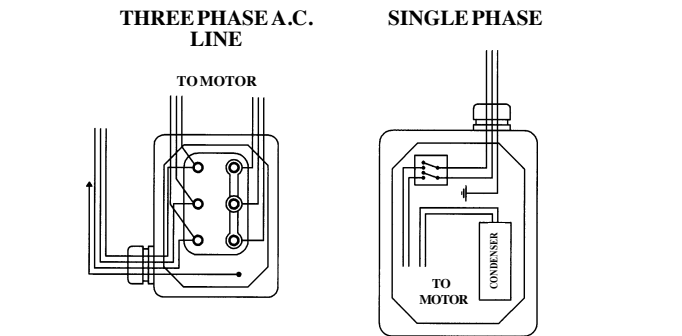 THREE PHASE A.C.
LINE
TO MOTOR
SINGLE PHASE
CONDENSER
TO
MOTOR